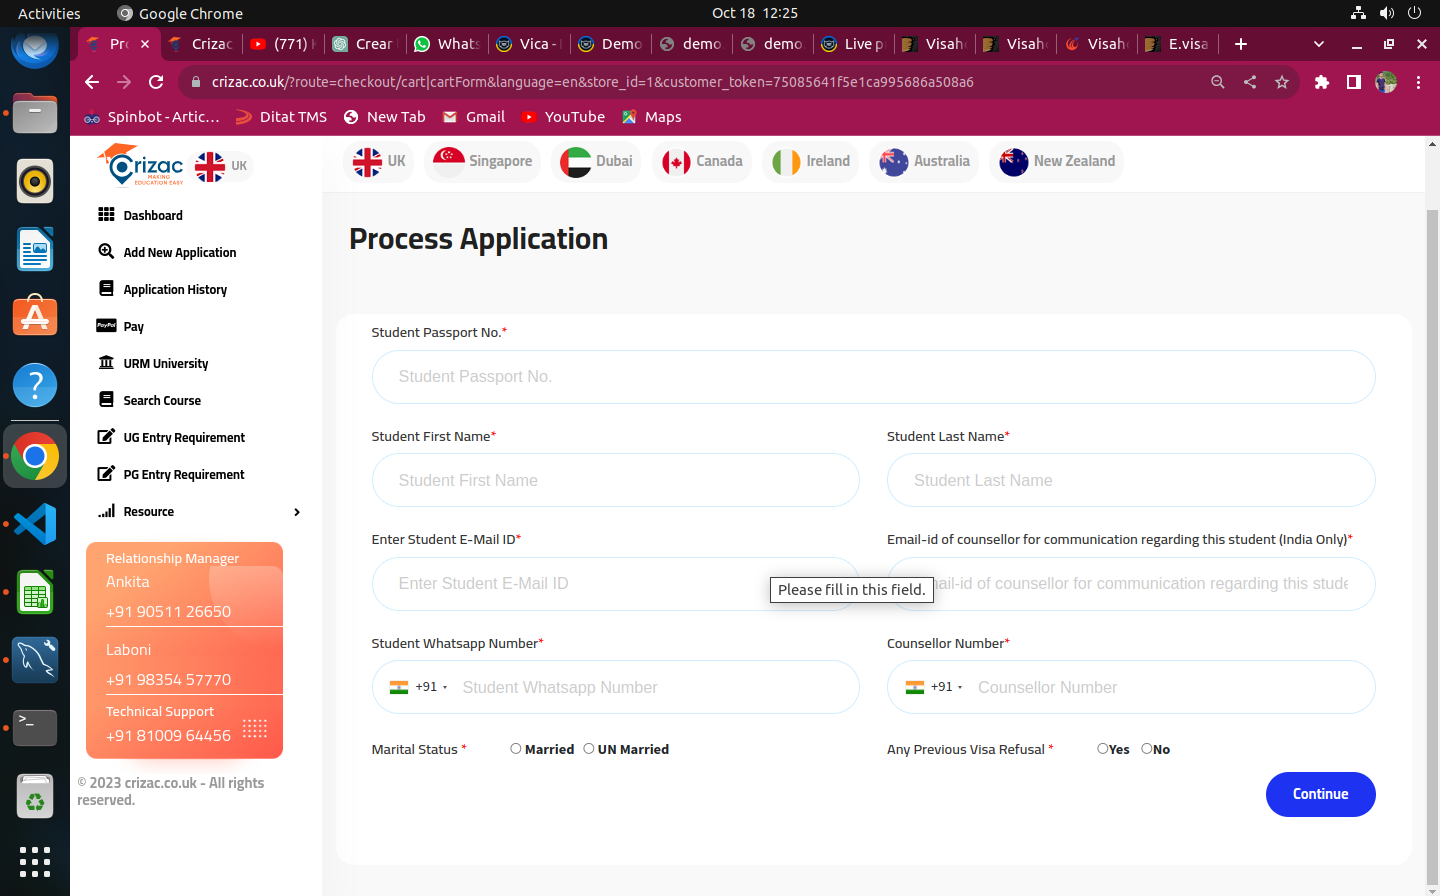 Activities
Google Chrome
Oct 18 12:25
Pro
Crizac
(771)
Crear
Whats
Vica -
Demo
demo.
demo.
Live p
Visah
Visah
Visah
E.visa
crizac.co.uk/?route=checkout/cart|cartForm&language=en&store_id=1&customer_token=75085641f5e1ca995686a508a6
Spinbot - Artic...
Ditat TMS
New Tab
Gmail
YouTube
Maps
Crizac
MAKING
EDUCATION EASY
UK
UK
Singapore
Dubai
Canada
Ireland
Australia
New Zealand
Dashboard
Add New Application
Application History
PayPal
Pay
URM University
Search Course
UG Entry Requirement
PG Entry Requirement
Resource
Relationship Manager
Ankita
+91 90511 26650
Laboni
+91 98354 57770
Technical Support
+91 81009 64456
© 2023 crizac.co.uk - All rights
reserved.
Process Application
Student Passport No.*
Student Passport No.
Student First Name*
Student Last Name*
Student First Name
Student Last Name
Enter Student E-Mail ID*
Email-id of counsellor for communication regarding this student (India Only)*
Enter Student E-Mail ID
Please fill in this field.
ail-id of counsellor for communication regarding this stude
Student Whatsapp Number*
Counsellor Number*
+91
Student Whatsapp Number
+91
Counsellor Number
Marital Status *
Married
UN Married
Any Previous Visa Refusal *
Yes
No
Continue